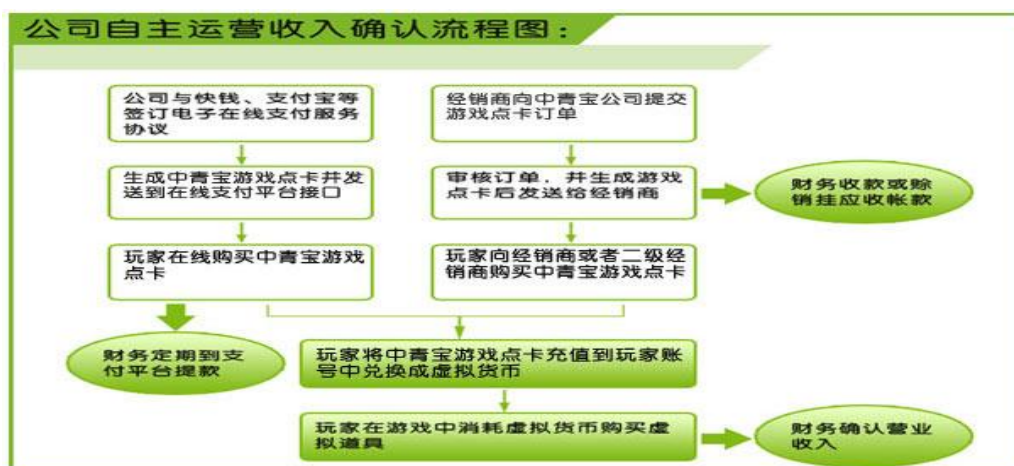 公司自主运营收入确认流程图：
公司与快钱、支付宝等
签订电子在线支付服务
协议
经销商向中青宝公司提交
游戏点卡订单
生成中青宝游戏点卡并发
送到在线支付平台接口
审核订单，并生成游戏
点卡后发送给经销商
财务收款或赊
销挂应收帐款
玩家在线购买中青宝游戏
点卡
玩家向经销商或者二级经
销商购买中青宝游戏点卡
财务定期到支
付平台提款
玩家将中青宝游戏点卡充值到玩家账
号中兑换成虚拟货币
玩家在游戏中消耗虚拟货币购买虚
拟道具
财务确认营业
收入